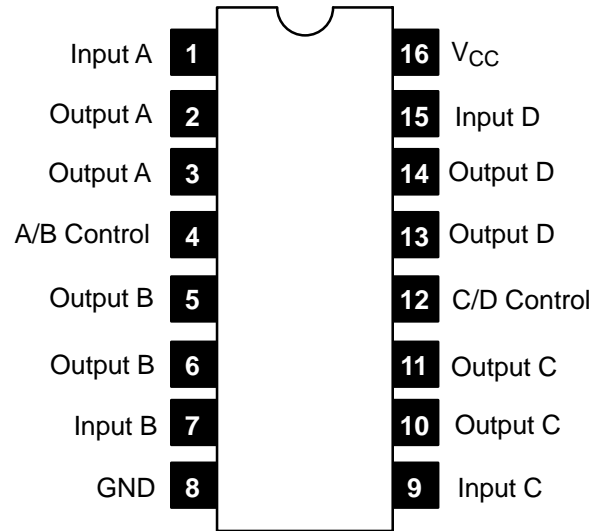 Input A 1 16 VCC
Output A 2 15 Input D
Output A 3 14 Output D
A/B Control 4 13 Output D
Output B 5 12 C/D Control
Output B 6 11 Output C
Input B 7 10 Output C
GND 8 9 Input C